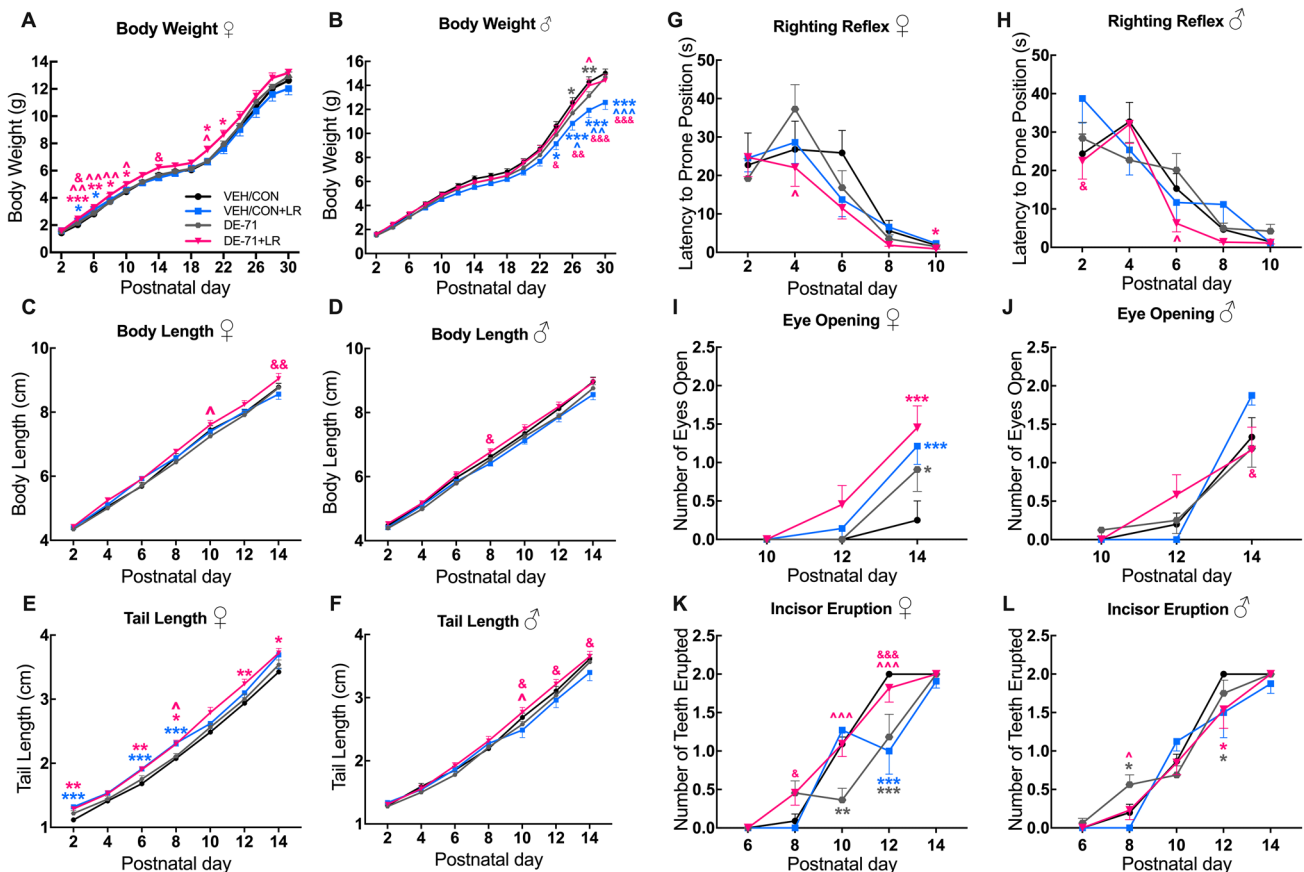 A
Body Weight ♀
Body Weight (g)
14
12
10
8
6
4
2
0
&
^^
***
*
^^
**
*
^^
*
^
*
&
*
^
*
VEH/CON
VEH/CON+LR
DE-71
DE-71+LR
2 6 10 14 18 22 26 30
Postnatal day
B
Body Weight ♂
Body Weight (g)
16
14
12
10
8
6
4
2
0
*
&
*
***
^
&&
^
**
***
^^
&&&
***
^^^
&&&
2 6 10 14 18 22 26 30
Postnatal day
C
Body Length ♀
Body Length (cm)
10
8
6
4
^
&&
2 4 6 8 10 12 14
Postnatal day
D
Body Length ♂
Body Length (cm)
10
8
6
4
&
2 4 6 8 10 12 14
Postnatal day
E
Tail Length ♀
Tail Length (cm)
4
3
2
1
**
***
**
***
^
*
***
**
*
2 4 6 8 10 12 14
Postnatal day
F
Tail Length ♂
Tail Length (cm)
4
3
2
1
&
^
&
&
2 4 6 8 10 12 14
Postnatal day
G
Righting Reflex ♀
Latency to Prone Position (s)
50
40
30
20
10
0
^
*
2 4 6 8 10
Postnatal day
H
Righting Reflex ♂
Latency to Prone Position (s)
50
40
30
20
10
0
&
^
2 4 6 8 10
Postnatal day
I
Eye Opening ♀
Number of Eyes Open
2.5
2.0
1.5
1.0
0.5
0.0
***
***
*
10 12 14
Postnatal day
J
Eye Opening ♂
Number of Eyes Open
2.5
2.0
1.5
1.0
0.5
0.0
&
10 12 14
Postnatal day
K
Incisor Eruption ♀
Number of Teeth Erupted
2.5
2.0
1.5
1.0
0.5
0.0
&
^^^
**
&&&
^^^
***
***
6 8 10 12 14
Postnatal day
L
Incisor Eruption ♂
Number of Teeth Erupted
2.5
2.0
1.5
1.0
0.5
0.0
^
*
*
*
6 8 10 12 14
Postnatal day